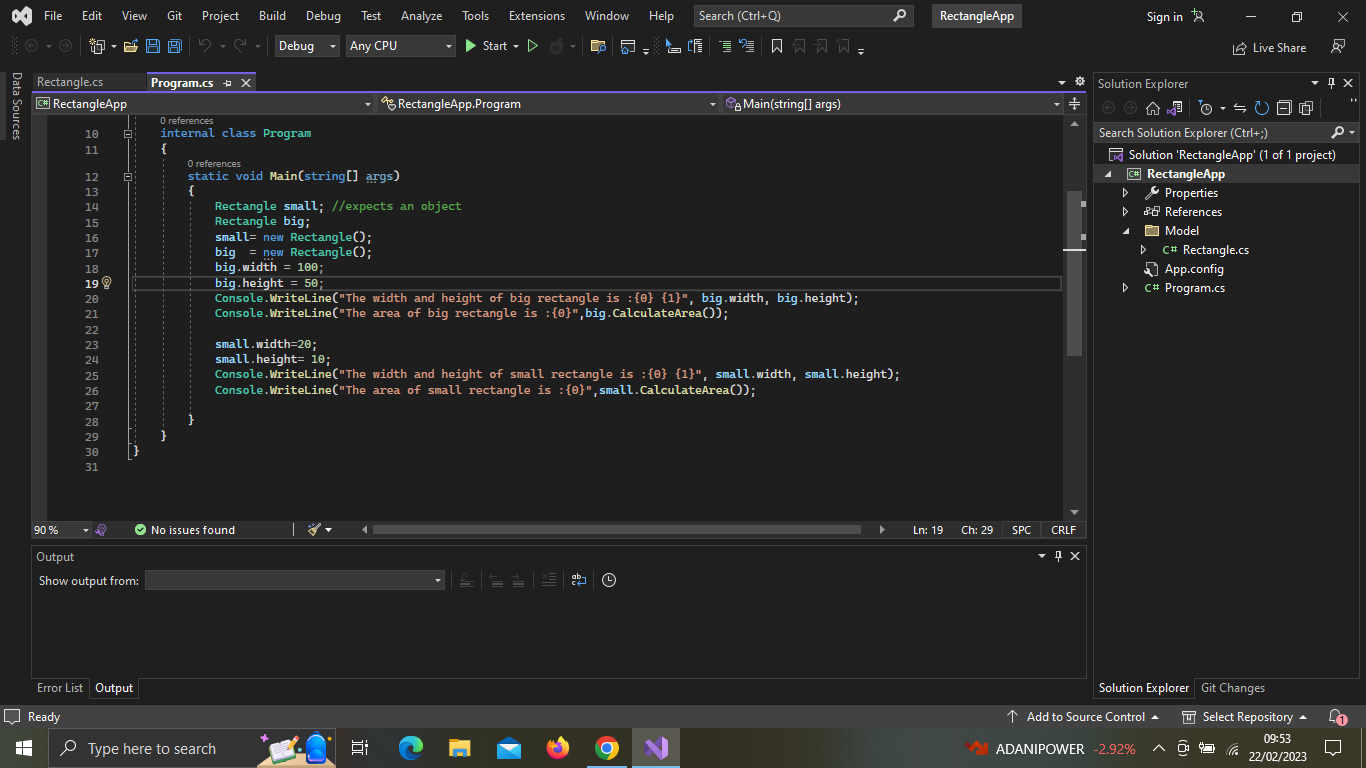 File Edit View Git Project Build Debug Test Analyze Tools Extensions Window Help Search (Ctrl+Q) RectangleApp Sign in
Debug Any CPU Start Live Share
Data Sources
Rectangle.cs Program.cs
C# RectangleApp RectangleApp.Program Main(string[] args)
0 references
10 internal class Program
11 {
0 references
12 static void Main(string[] args)
13 {
14 Rectangle small; //expects an object
15 Rectangle big;
16 small= new Rectangle();
17 big  = new Rectangle();
18 big.width = 100;
19 big.height = 50;
20 Console.WriteLine("The width and height of big rectangle is :{0} {1}", big.width, big.height);
21 Console.WriteLine("The area of big rectangle is :{0}",big.CalculateArea());
22
23 small.width=20;
24 small.height= 10;
25 Console.WriteLine("The width and height of small rectangle is :{0} {1}", small.width, small.height);
26 Console.WriteLine("The area of small rectangle is :{0}",small.CalculateArea());
27
28 }
29 }
30 }
31
90 % No issues found Ln: 19 Ch: 29 SPC CRLF
Output
Show output from:
Error List Output
Solution Explorer
Search Solution Explorer (Ctrl+;)
Solution 'RectangleApp' (1 of 1 project)
C# RectangleApp
Properties
References
Model
C# Rectangle.cs
App.config
C# Program.cs
Solution Explorer Git Changes
Ready Add to Source Control Select Repository 1
Type here to search ADANIPOWER -2.92% 09:53
22/02/2023